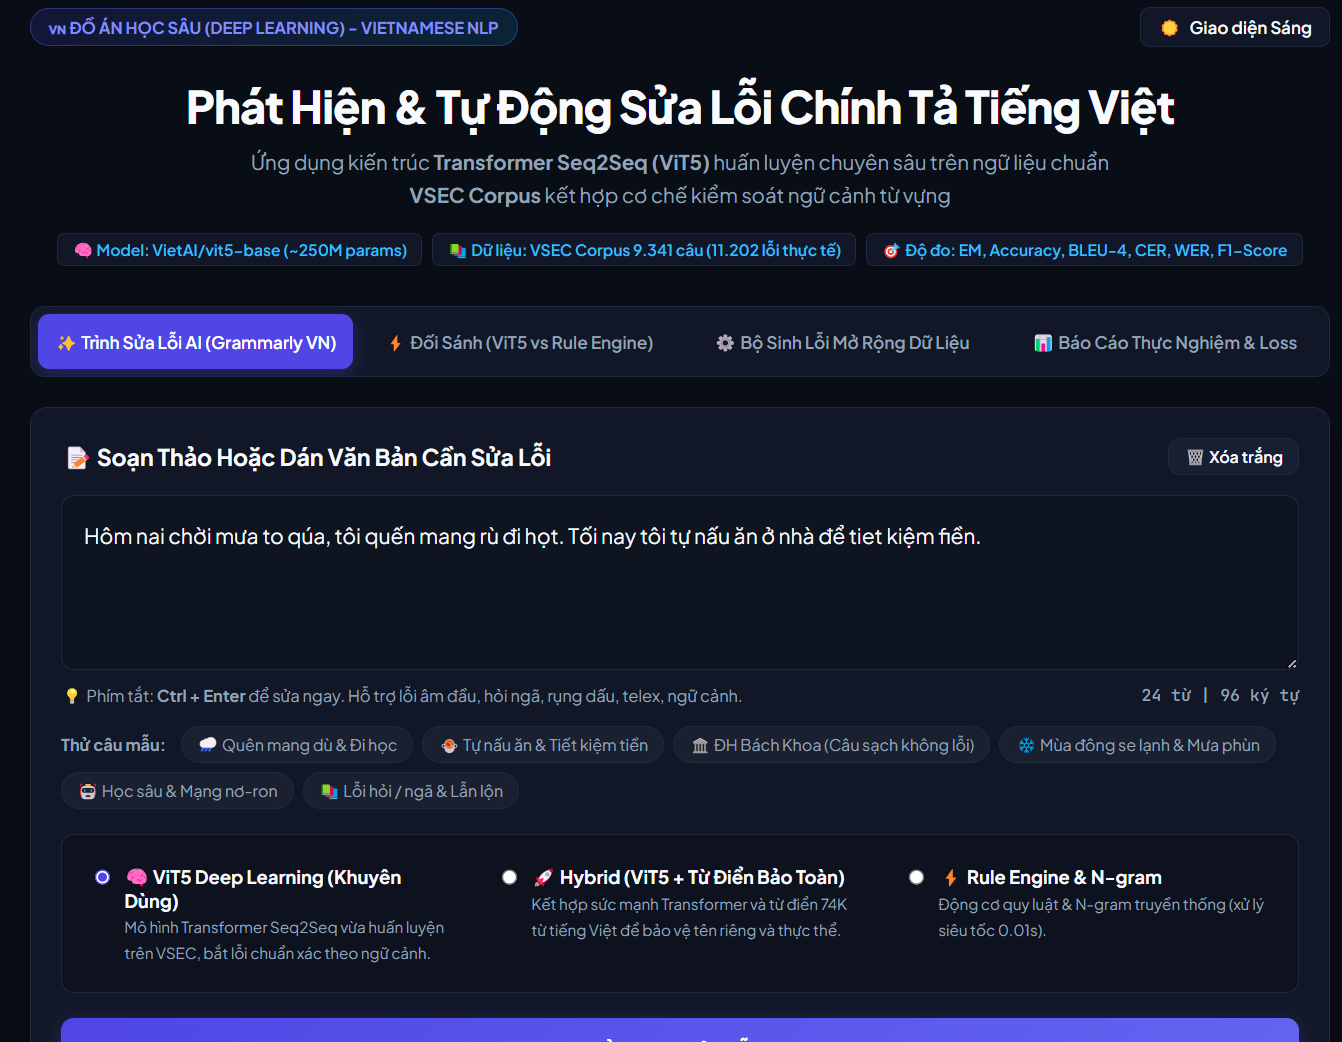 VN ĐỒ ÁN HỌC SÂU (DEEP LEARNING) - VIETNAMESE NLP
Giao diện Sáng
Phát Hiện & Tự Động Sửa Lỗi Chính Tả Tiếng Việt
Ứng dụng kiến trúc Transformer Seq2Seq (ViT5) huấn luyện chuyên sâu trên ngữ liệu chuẩn
VSEC Corpus kết hợp cơ chế kiểm soát ngữ cảnh từ vựng
Model: VietAI/vit5-base (~250M params)
Dữ liệu: VSEC Corpus 9.341 câu (11.202 lỗi thực tế)
Độ đo: EM, Accuracy, BLEU-4, CER, WER, F1-Score
Trình Sửa Lỗi AI (Grammarly VN)
Đối Sánh (ViT5 vs Rule Engine)
Bộ Sinh Lỗi Mở Rộng Dữ Liệu
Báo Cáo Thực Nghiệm & Loss
Soạn Thảo Hoặc Dán Văn Bản Cần Sửa Lỗi
Xóa trắng
Hôm nai chời mưa to qúa, tôi quến mang rù đi họt. Tối nay tôi tự nấu ăn ở nhà để tiet kiệm fiền.
Phím tắt: Ctrl + Enter để sửa ngay. Hỗ trợ lỗi âm đầu, hỏi ngã, rụng dấu, telex, ngữ cảnh.
24 từ | 96 ký tự
Thử câu mẫu:
Quên mang dù & Đi học
Tự nấu ăn & Tiết kiệm tiền
ĐH Bách Khoa (Câu sạch không lỗi)
Mùa đông se lạnh & Mưa phùn
Học sâu & Mạng nơ-ron
Lỗi hỏi / ngã & Lẫn lộn
ViT5 Deep Learning (Khuyên
Dùng)
Mô hình Transformer Seq2Seq vừa huấn luyện
trên VSEC, bắt lỗi chuẩn xác theo ngữ cảnh.
Hybrid (ViT5 + Từ Điển Bảo Toàn)
Kết hợp sức mạnh Transformer và từ điển 74K
từ tiếng Việt để bảo vệ tên riêng và thực thể.
Rule Engine & N-gram
Động cơ quy luật & N-gram truyền thống (xử lý
siêu tốc 0.01s).